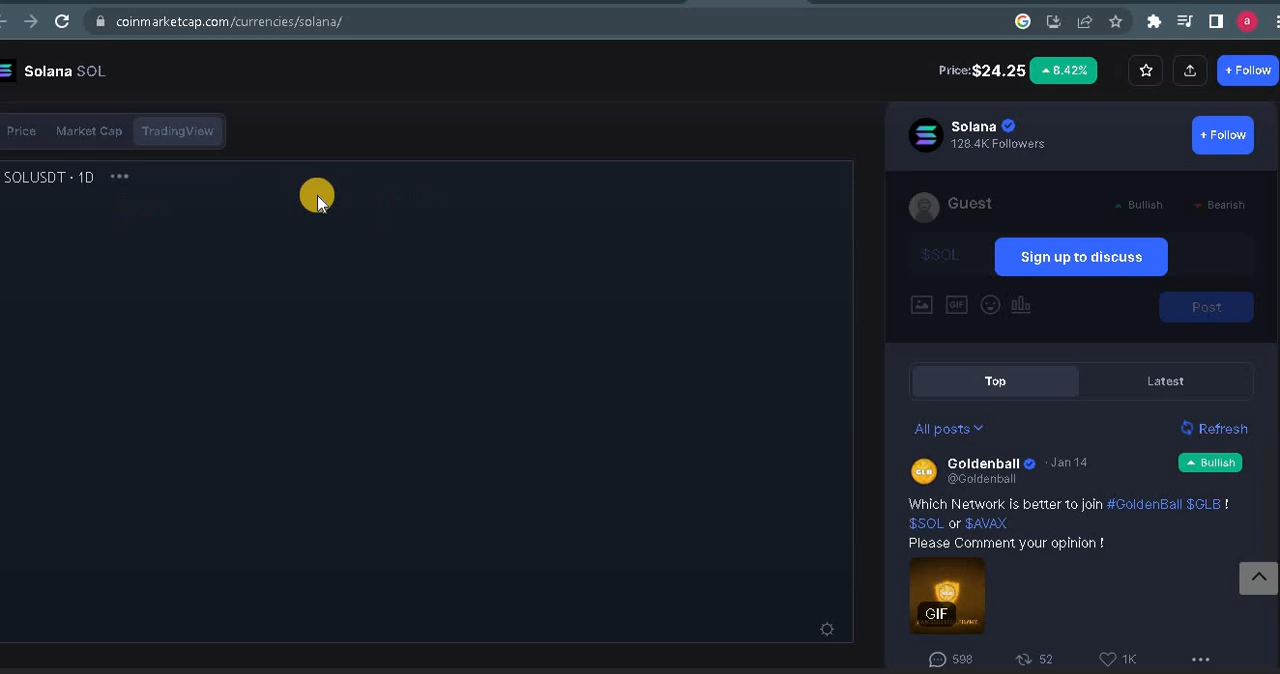 coinmarketcap.com/currencies/solana/
a
Solana SOL
Price:$24.25 8.42%
+ Follow
Price Market Cap TradingView
SOLUSDT · 1D
Solana
128.4K Followers
+ Follow
Guest
Bullish Bearish
$SOL
Sign up to discuss
GIF
Post
Top Latest
All posts
Refresh
Goldenball · Jan 14
@Goldenball
Bullish
Which Network is better to join #GoldenBall $GLB !
$SOL or $AVAX
Please Comment your opinion !
GIF
598 52 1K